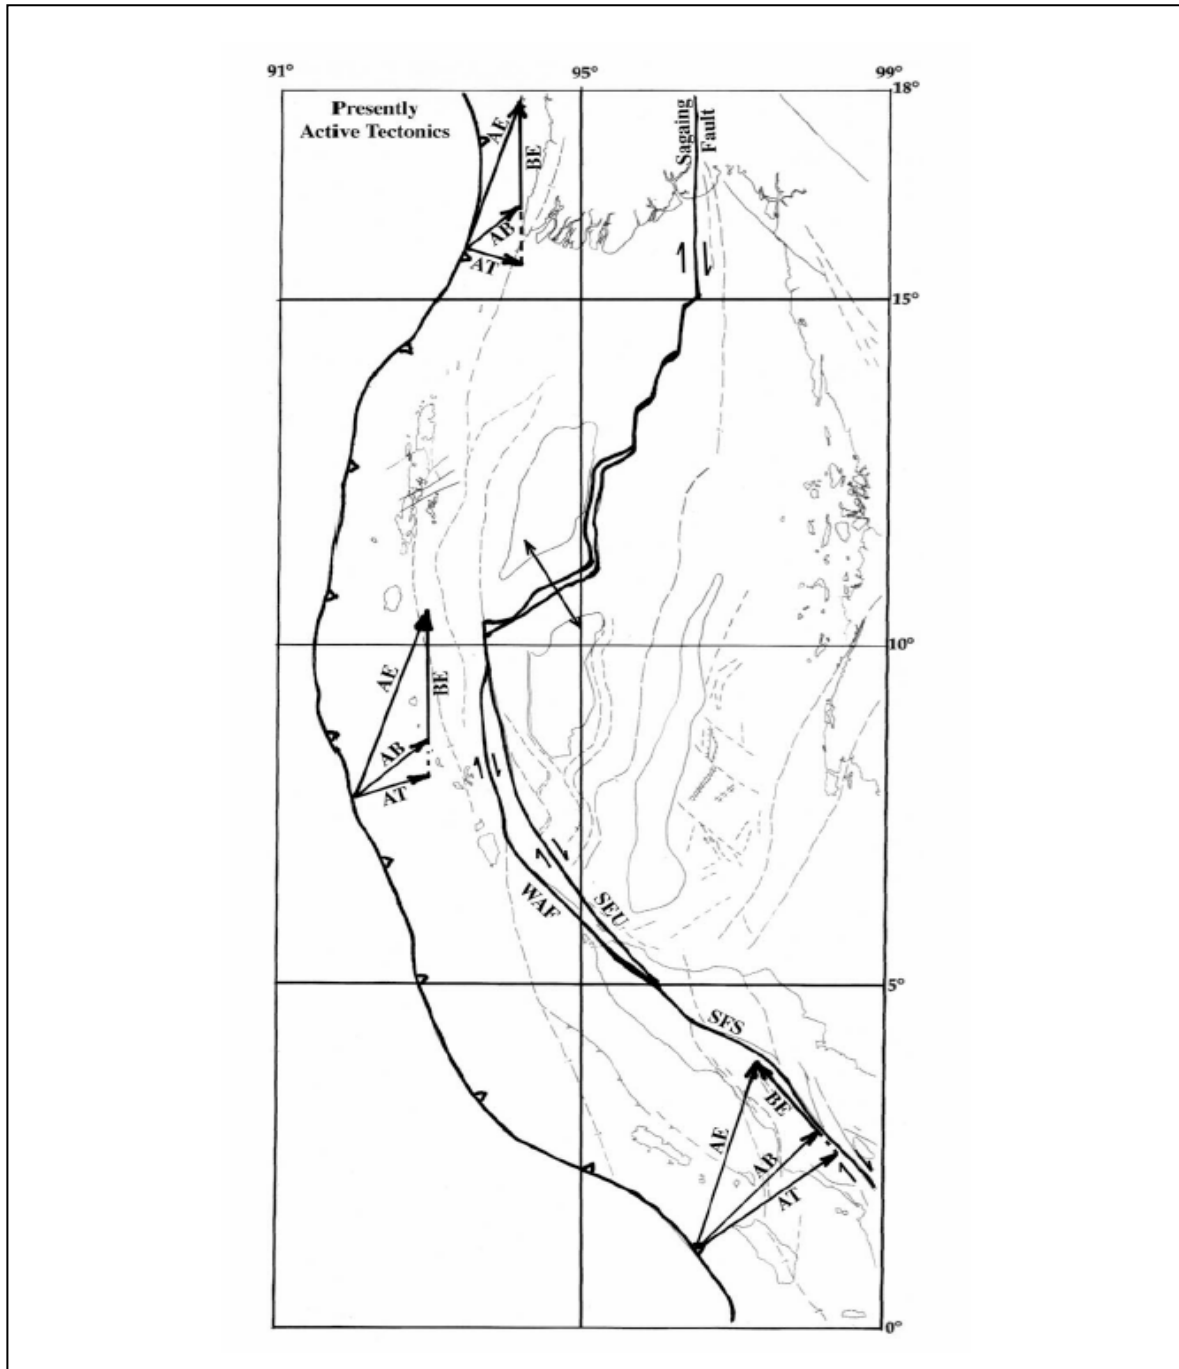 91°
95°
99°
18°
Presently
Active Tectonics
AE
BE
AB
AT
Sagaing
Fault
15°
10°
AE
BE
AB
AT
WAF
SEU
5°
SFS
BE
AE
AB
AT
0°